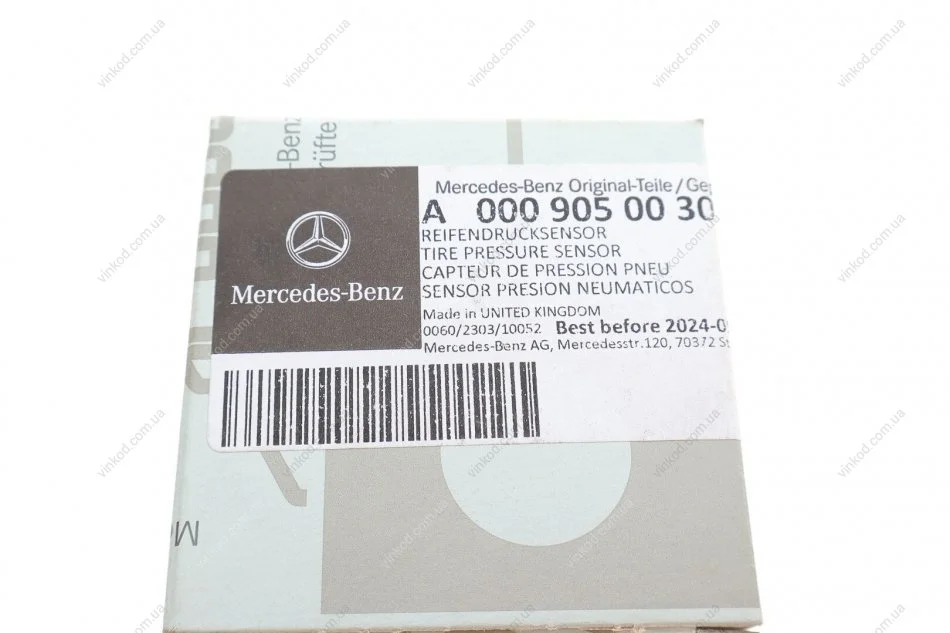 -Benz
rüfte
Mercedes-Benz Original-Teile/Ge
A 000 905 00 30
REIFENDRUCKSENSOR
TIRE PRESSURE SENSOR
CAPTEUR DE PRESSION PNEU
SENSOR PRESION NEUMATICOS
Mercedes-Benz
Made in UNITED KINGDOM
0060/2303/10052 Best before 2024-0
Mercedes-Benz AG, Mercedesstr.120, 70372 St
vinkod.com.ua